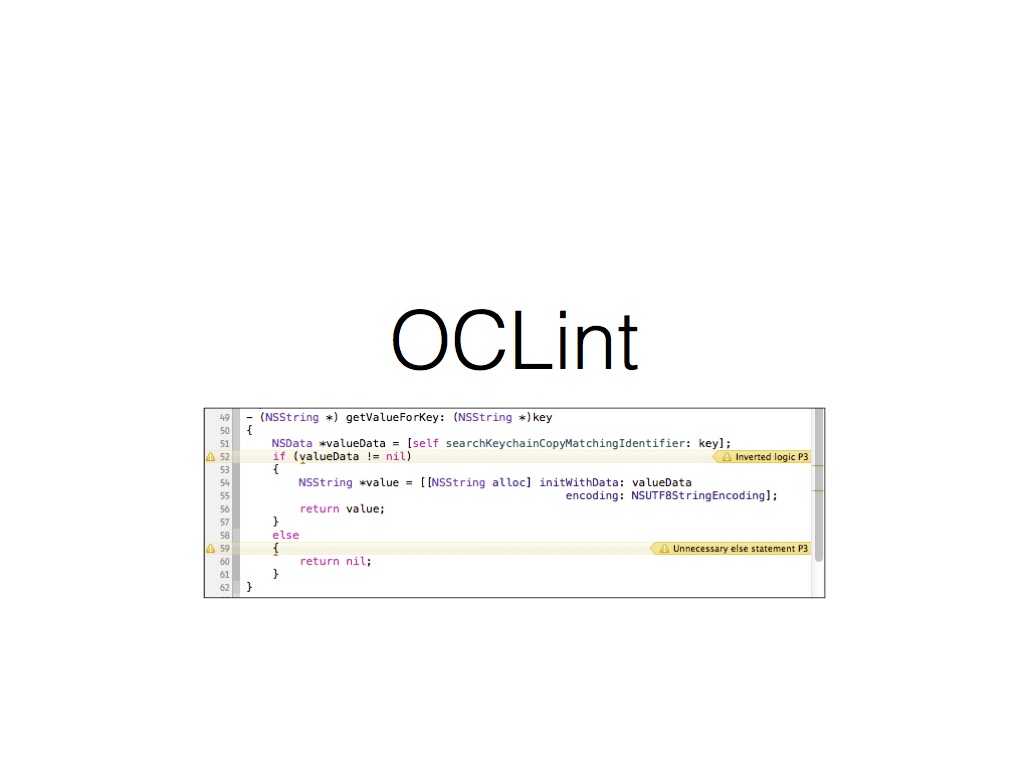 OCLint
49 - (NSString *) getValueForKey: (NSString *)key
50 {
51 NSData *valueData = [self searchKeychainCopyMatchingIdentifier: key];
52 if (valueData != nil) Inverted logic P3
53 {
54 NSString *value = [[NSString alloc] initWithData: valueData
55 encoding: NSUTF8StringEncoding];
56 return value;
57 }
58 else
59 { Unnecessary else statement P3
60 return nil;
61 }
62 }